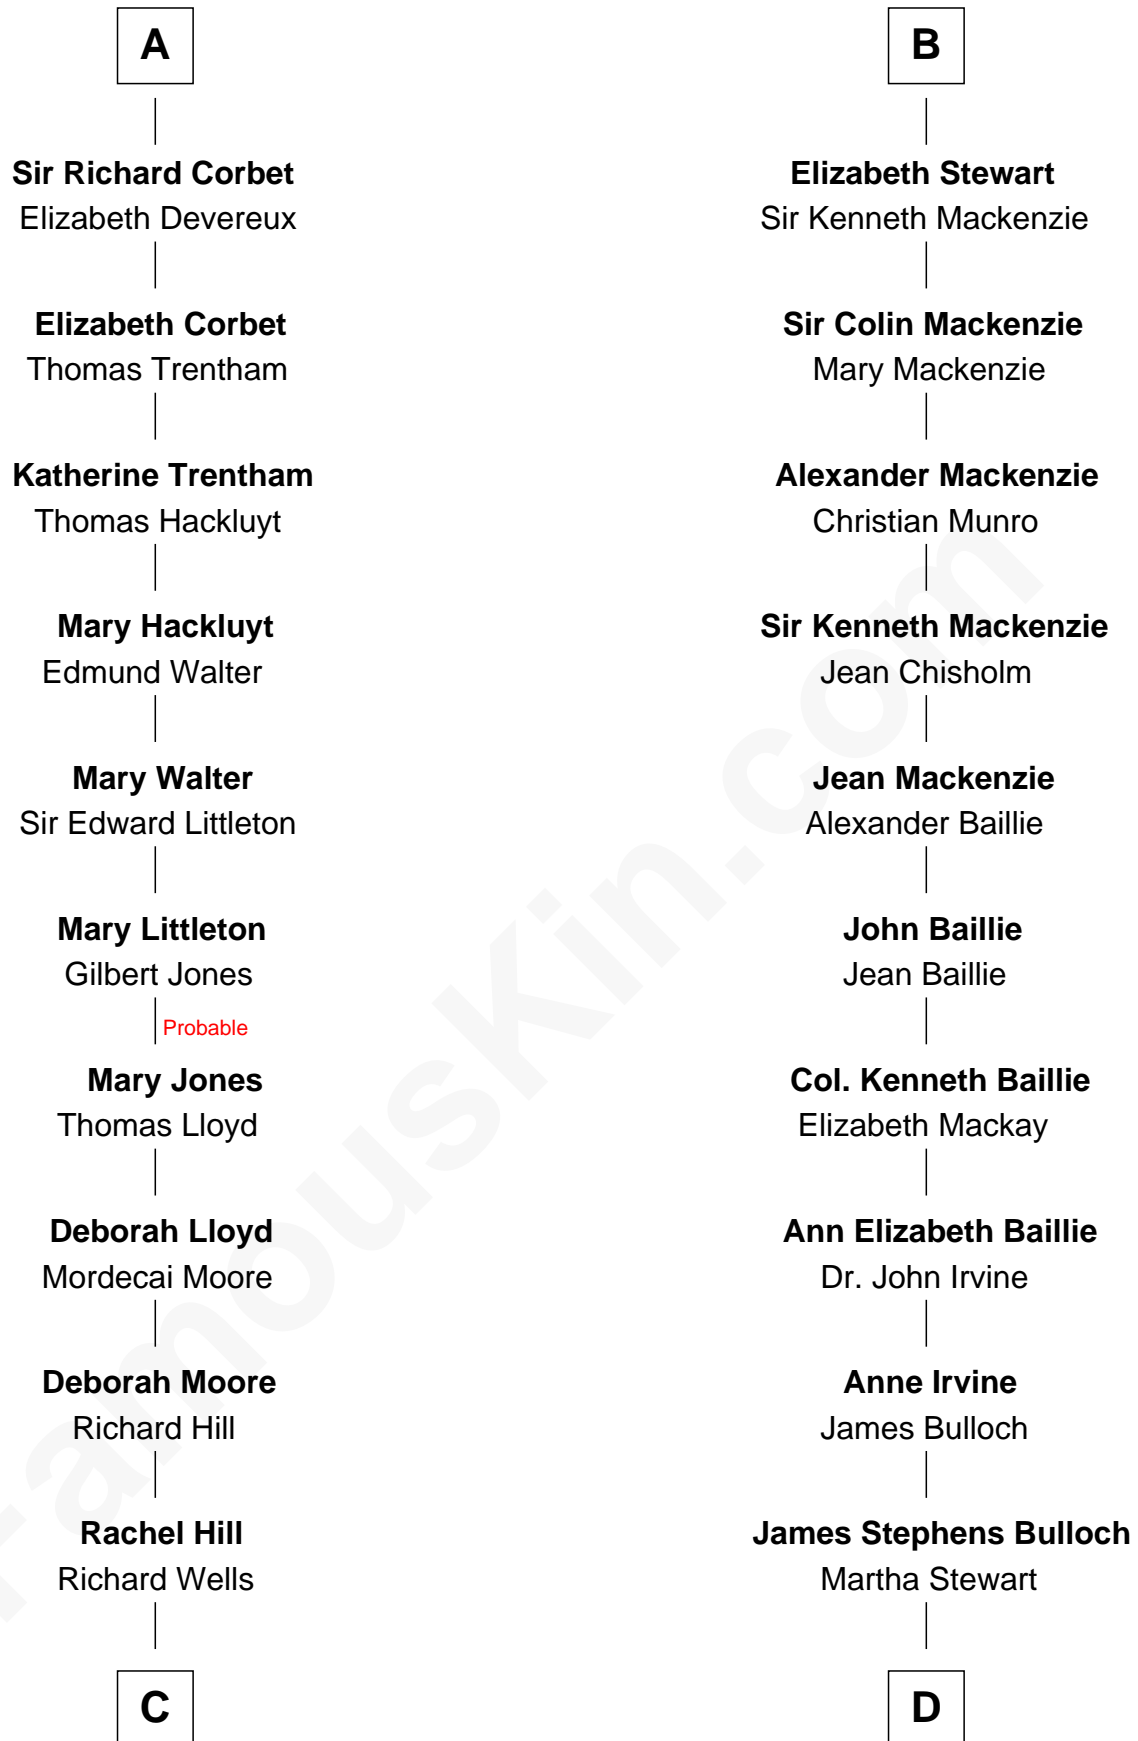 A
Sir Richard Corbet
Elizabeth Devereux
Elizabeth Corbet
Thomas Trentham
Katherine Trentham
Thomas Hackluyt
Mary Hackluyt
Edmund Walter
Mary Walter
Sir Edward Littleton
Mary Littleton
Gilbert Jones
Probable
Mary Jones
Thomas Lloyd
Deborah Lloyd
Mordecai Moore
Deborah Moore
Richard Hill
Rachel Hill
Richard Wells
C
B
Elizabeth Stewart
Sir Kenneth Mackenzie
Sir Colin Mackenzie
Mary Mackenzie
Alexander Mackenzie
Christian Munro
Sir Kenneth Mackenzie
Jean Chisholm
Jean Mackenzie
Alexander Baillie
John Baillie
Jean Baillie
Col. Kenneth Baillie
Elizabeth Mackay
Ann Elizabeth Baillie
Dr. John Irvine
Anne Irvine
James Bulloch
James Stephens Bulloch
Martha Stewart
D
FamousKin.com